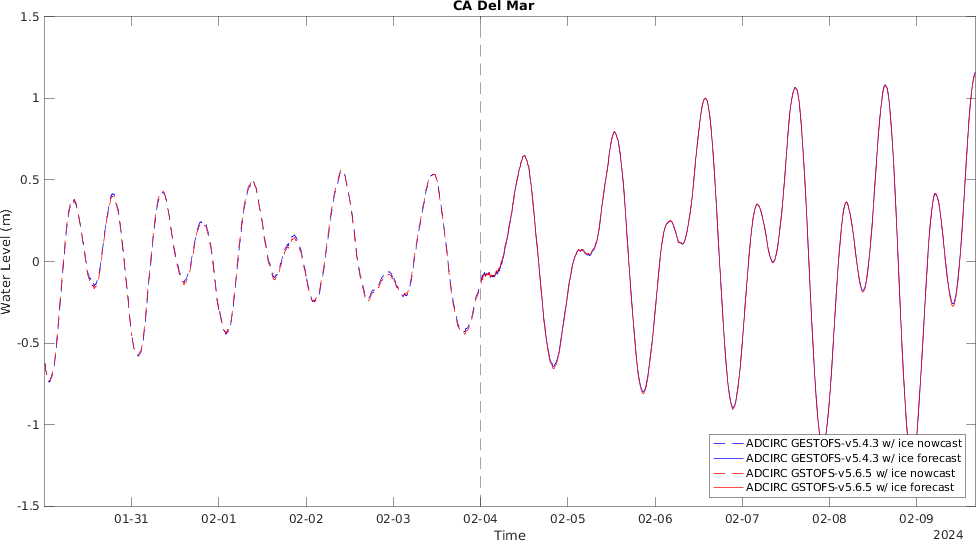 CA Del Mar
1.5
1
0.5
0
-0.5
-1
-1.5
Water Level (m)
01-31
02-01
02-02
02-03
02-04
02-05
02-06
02-07
02-08
02-09
Time
2024
ADCIRC GESTOFS-v5.4.3 w/ ice nowcast
ADCIRC GESTOFS-v5.4.3 w/ ice forecast
ADCIRC GSTOFS-v5.6.5 w/ ice nowcast
ADCIRC GSTOFS-v5.6.5 w/ ice forecast